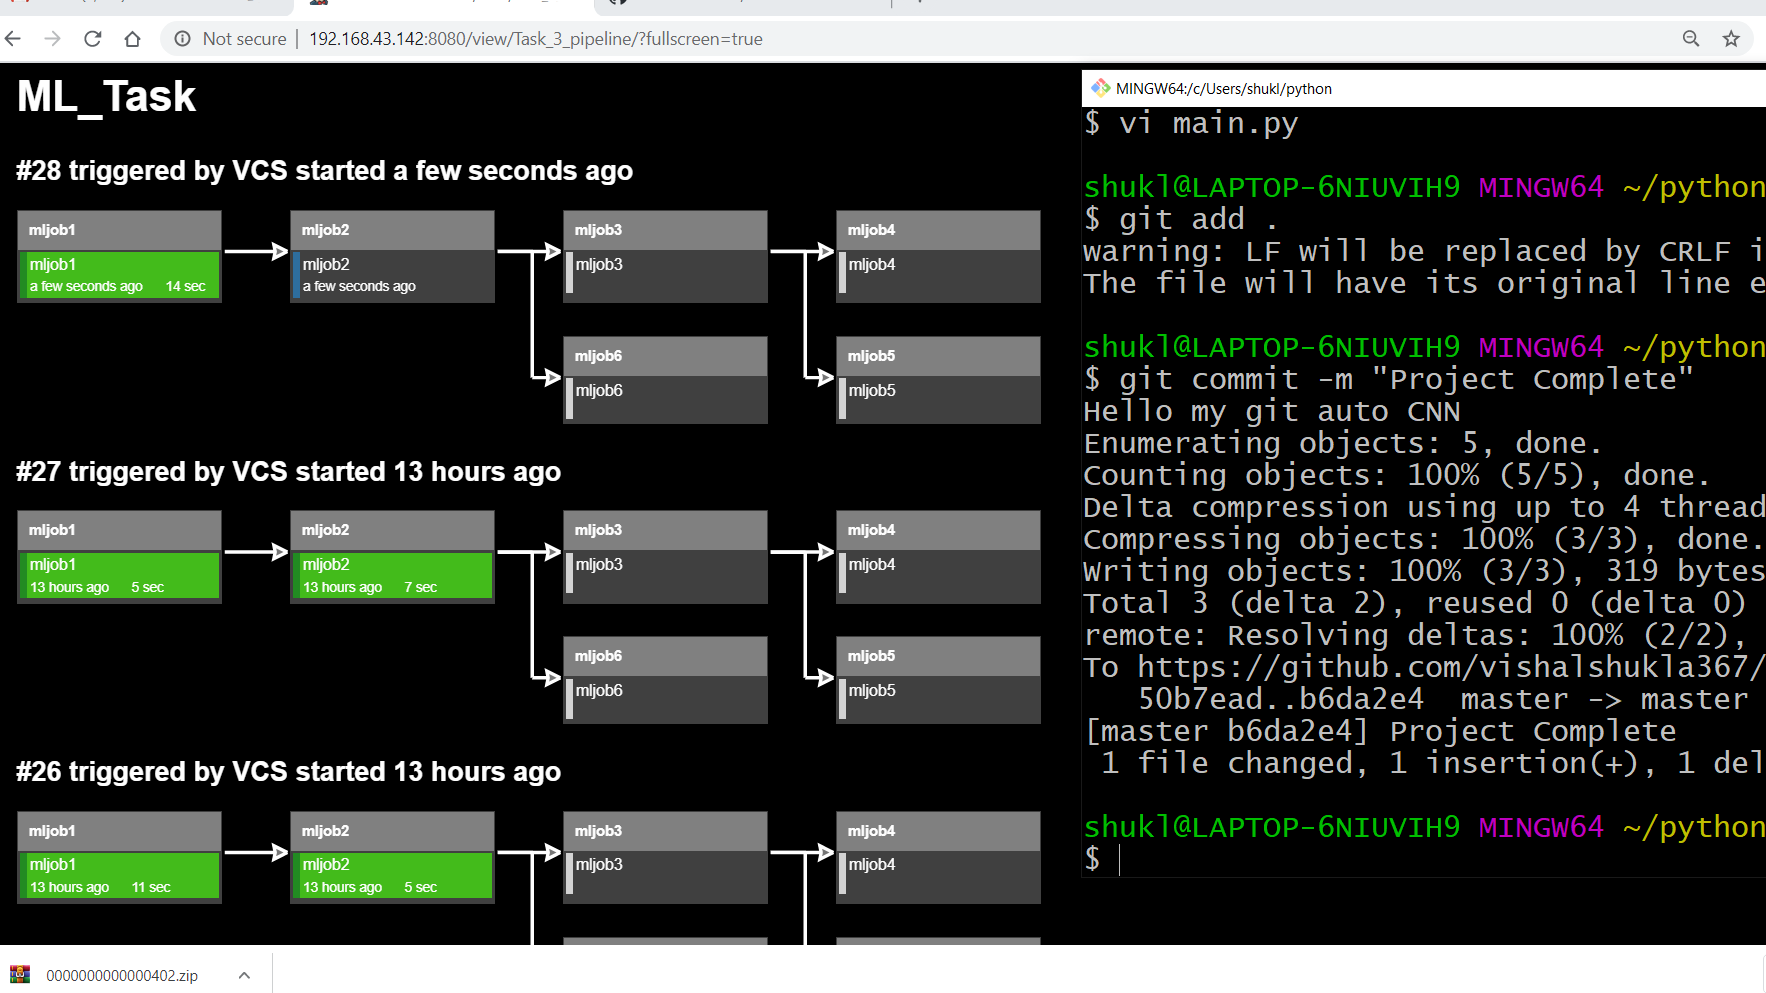 Not secure | 192.168.43.142:8080/view/Task_3_pipeline/?fullscreen=true
ML_Task
#28 triggered by VCS started a few seconds ago
mljob1
mljob1
a few seconds ago 14 sec
mljob2
mljob2
a few seconds ago
mljob3
mljob3
mljob4
mljob4
mljob6
mljob6
mljob5
mljob5
#27 triggered by VCS started 13 hours ago
mljob1
mljob1
13 hours ago 5 sec
mljob2
mljob2
13 hours ago 7 sec
mljob3
mljob3
mljob4
mljob4
mljob6
mljob6
mljob5
mljob5
#26 triggered by VCS started 13 hours ago
mljob1
mljob1
13 hours ago 11 sec
mljob2
mljob2
13 hours ago 5 sec
mljob3
mljob3
mljob4
mljob4
MINGW64:/c/Users/shukl/python
$ vi main.py
shukl@LAPTOP-6NIUVIH9 MINGW64 ~/python
$ git add .
warning: LF will be replaced by CRLF i
The file will have its original line e
shukl@LAPTOP-6NIUVIH9 MINGW64 ~/python
$ git commit -m "Project Complete"
Hello my git auto CNN
Enumerating objects: 5, done.
Counting objects: 100% (5/5), done.
Delta compression using up to 4 thread
Compressing objects: 100% (3/3), done.
Writing objects: 100% (3/3), 319 bytes
Total 3 (delta 2), reused 0 (delta 0)
remote: Resolving deltas: 100% (2/2),
To https://github.com/vishalshukla367/
50b7ead..b6da2e4 master -> master
[master b6da2e4] Project Complete
1 file changed, 1 insertion(+), 1 del
shukl@LAPTOP-6NIUVIH9 MINGW64 ~/python
$
0000000000000402.zip